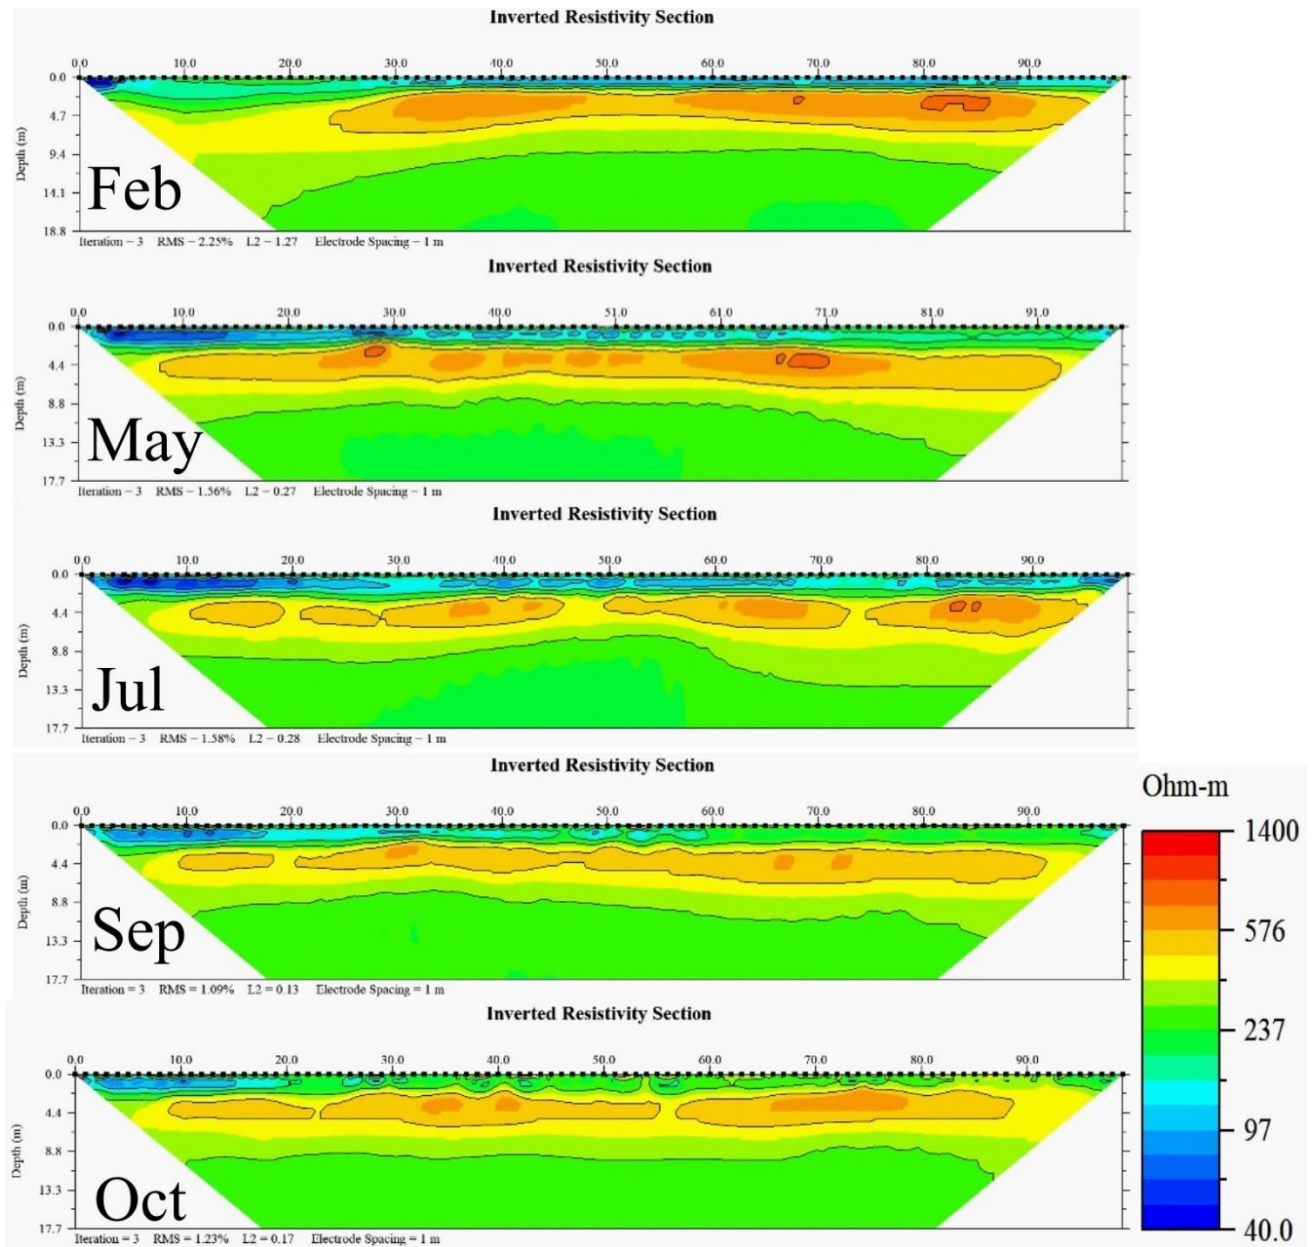 Inverted Resistivity Section
0.0 10.0 20.0 30.0 40.0 50.0 60.0 70.0 80.0 90.0
0.0
4.7
9.4
14.1
18.8
Depth (m)
Feb
Iteration = 3 RMS = 2.25% L2 = 1.27 Electrode Spacing = 1 m
Inverted Resistivity Section
0.0 10.0 20.0 30.0 40.0 51.0 61.0 71.0 81.0 91.0
0.0
4.4
8.8
13.3
17.7
Depth (m)
May
Iteration = 3 RMS = 1.56% L2 = 0.27 Electrode Spacing = 1 m
Inverted Resistivity Section
0.0 10.0 20.0 30.0 40.0 50.0 60.0 70.0 80.0 90.0
0.0
4.4
8.8
13.3
17.7
Depth (m)
Jul
Iteration = 3 RMS = 1.58% L2 = 0.28 Electrode Spacing = 1 m
Inverted Resistivity Section
0.0 10.0 20.0 30.0 40.0 50.0 60.0 70.0 80.0 90.0
0.0
4.4
8.8
13.3
17.7
Depth (m)
Sep
Iteration = 3 RMS = 1.09% L2 = 0.13 Electrode Spacing = 1 m
Inverted Resistivity Section
0.0 10.0 20.0 30.0 40.0 50.0 60.0 70.0 80.0 90.0
0.0
4.4
8.8
13.3
17.7
Depth (m)
Oct
Iteration = 3 RMS = 1.23% L2 = 0.17 Electrode Spacing = 1 m
Ohm-m
1400
576
237
97
40.0